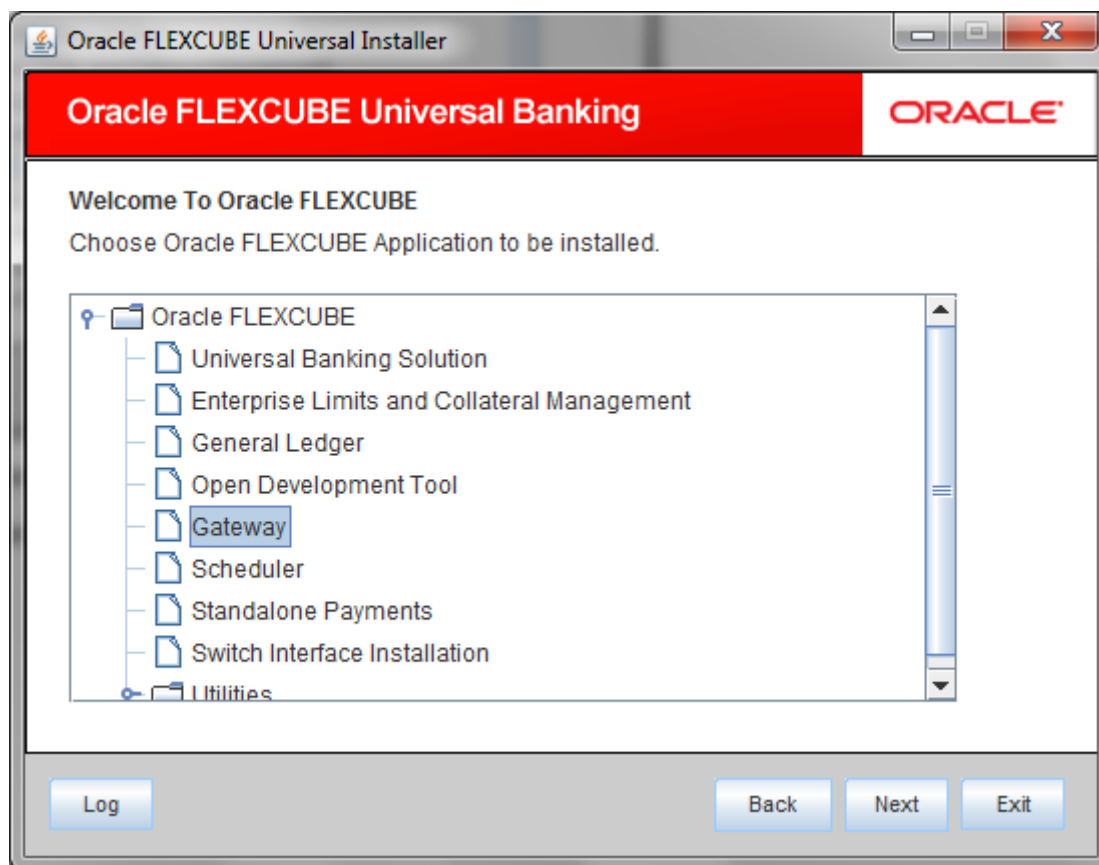 Oracle FLEXCUBE Universal Installer
Oracle FLEXCUBE Universal Banking
ORACLE
Welcome To Oracle FLEXCUBE
Choose Oracle FLEXCUBE Application to be installed.
Oracle FLEXCUBE
Universal Banking Solution
Enterprise Limits and Collateral Management
General Ledger
Open Development Tool
Gateway
Scheduler
Standalone Payments
Switch Interface Installation
Utilities
Log
Back
Next
Exit